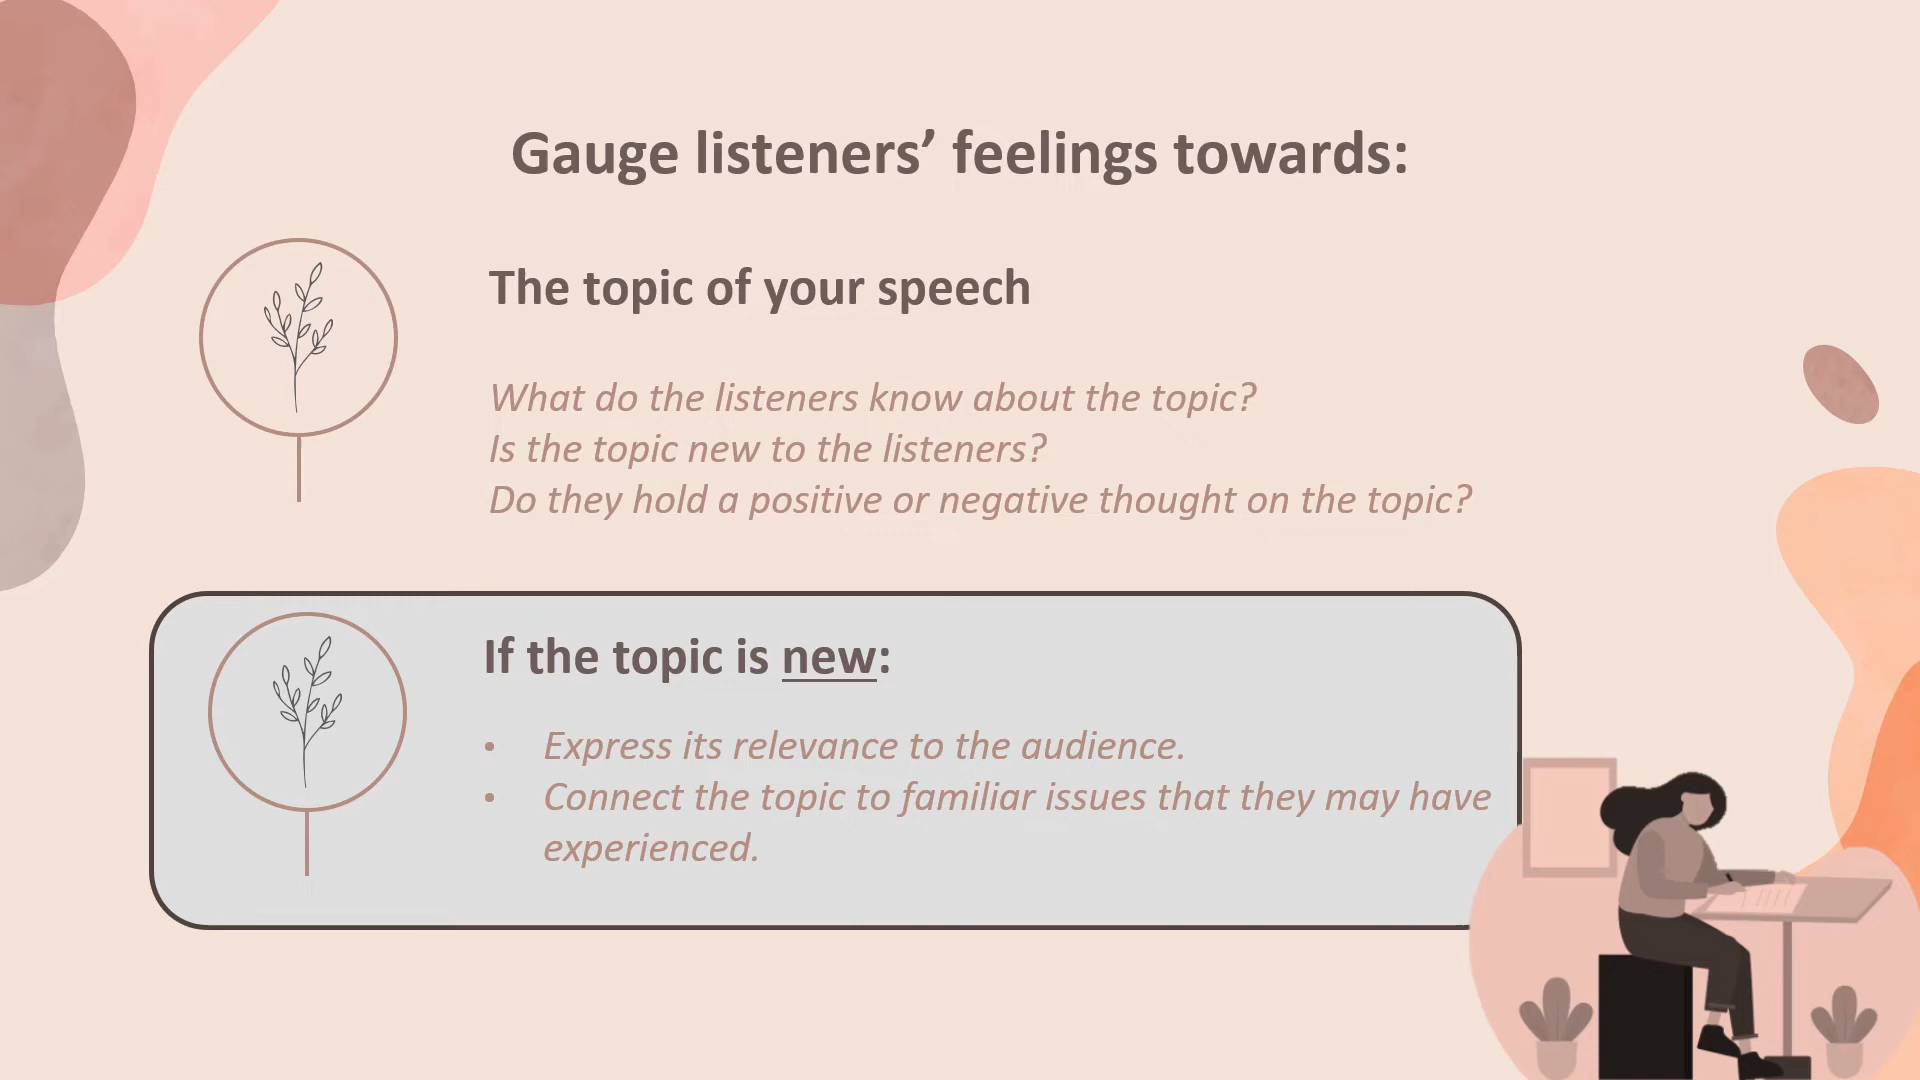 Gauge listeners’ feelings towards:
The topic of your speech
What do the listeners know about the topic?
Is the topic new to the listeners?
Do they hold a positive or negative thought on the topic?
If the topic is new:
• Express its relevance to the audience.
• Connect the topic to familiar issues that they may have
experienced.